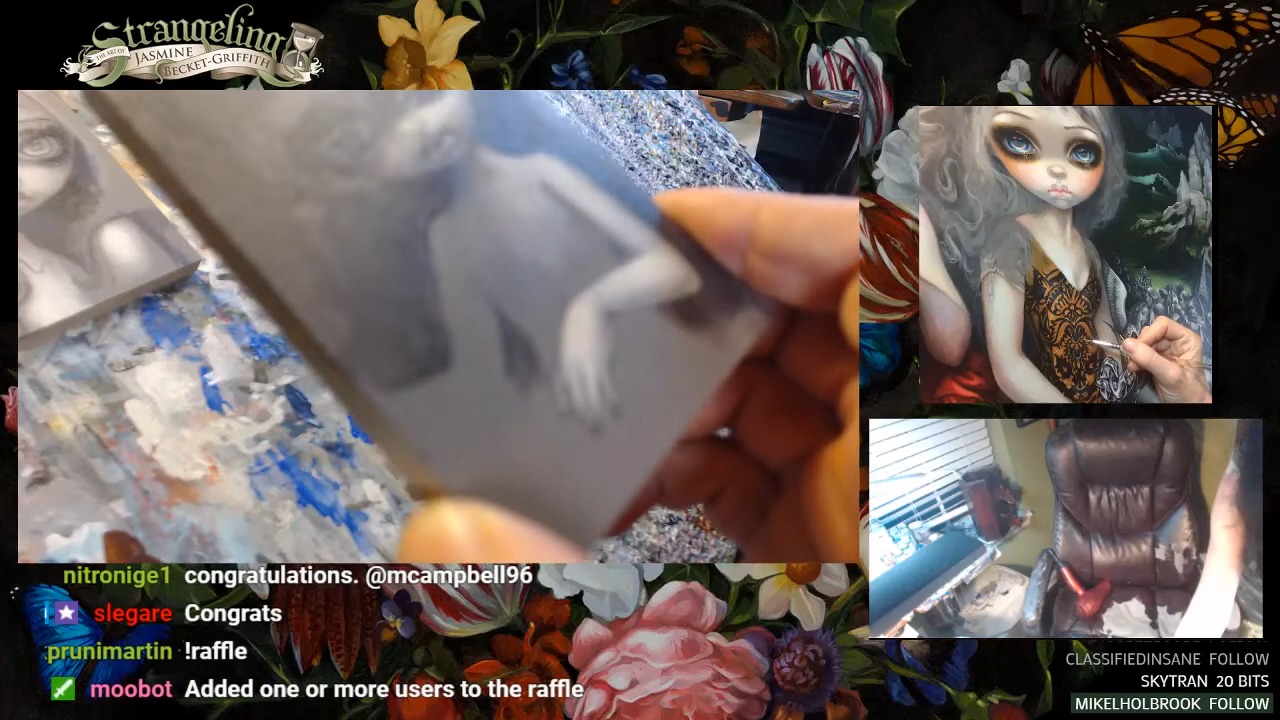 Strangeling
THE ART OF
JASMINE
BECKET-GRIFFITH
nitronige1 congratulations. @mcampbell96
slegare Congrats
prunimartin !raffle
moobot Added one or more users to the raffle
CLASSIFIEDINSANE FOLLOW
SKYTRAN 20 BITS
MIKELHOLBROOK FOLLOW